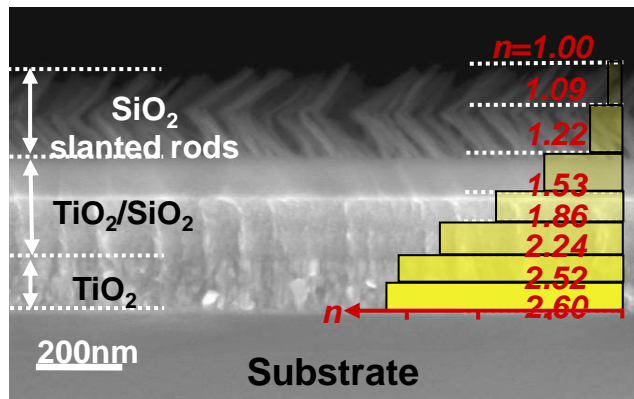 n=1.00
1.09
SiO₂
slanted rods
1.22
1.53
TiO₂/SiO₂
1.86
2.24
TiO₂
2.52
2.60
n
200nm
Substrate